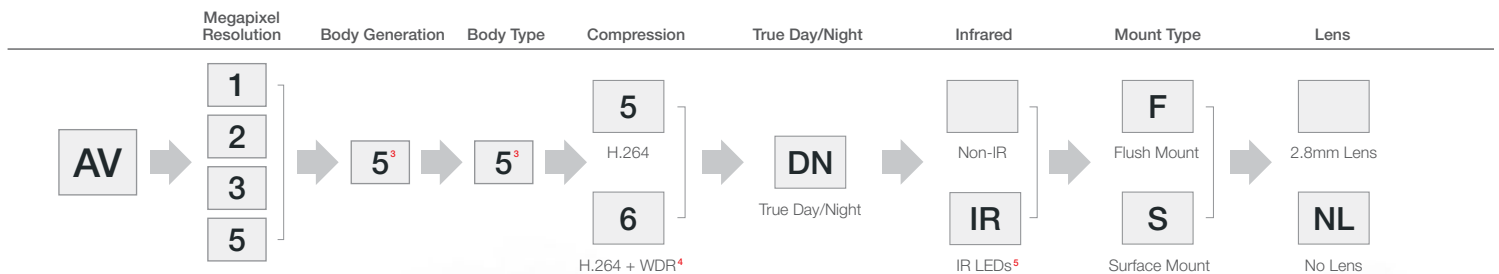 Megapixel
Resolution
Body Generation
Body Type
Compression
True Day/Night
Infrared
Mount Type
Lens
AV
1
2
3
5
5³
5³
5
H.264
6
H.264 + WDR⁴
DN
True Day/Night
Non-IR
IR
IR LEDs⁵
F
Flush Mount
S
Surface Mount
2.8mm Lens
NL
No Lens